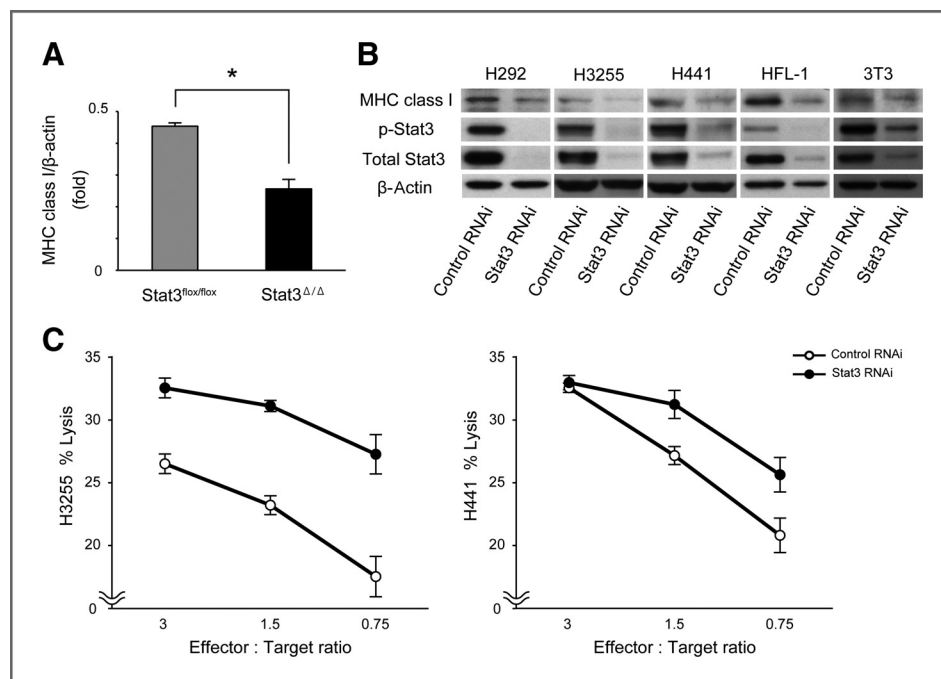 A
*
MHC class I/β-actin
(fold)
0.5
0
Stat3flox/flox
Stat3Δ/Δ
B
H292 H3255 H441 HFL-1 3T3
MHC class I
p-Stat3
Total Stat3
β-Actin
Control RNAi
Stat3 RNAi
Control RNAi
Stat3 RNAi
Control RNAi
Stat3 RNAi
Control RNAi
Stat3 RNAi
Control RNAi
Stat3 RNAi
C
H3255 % Lysis
35
30
25
20
0
3 1.5 0.75
Effector : Target ratio
H441 % Lysis
35
30
25
20
0
3 1.5 0.75
Effector : Target ratio
Control RNAi
Stat3 RNAi